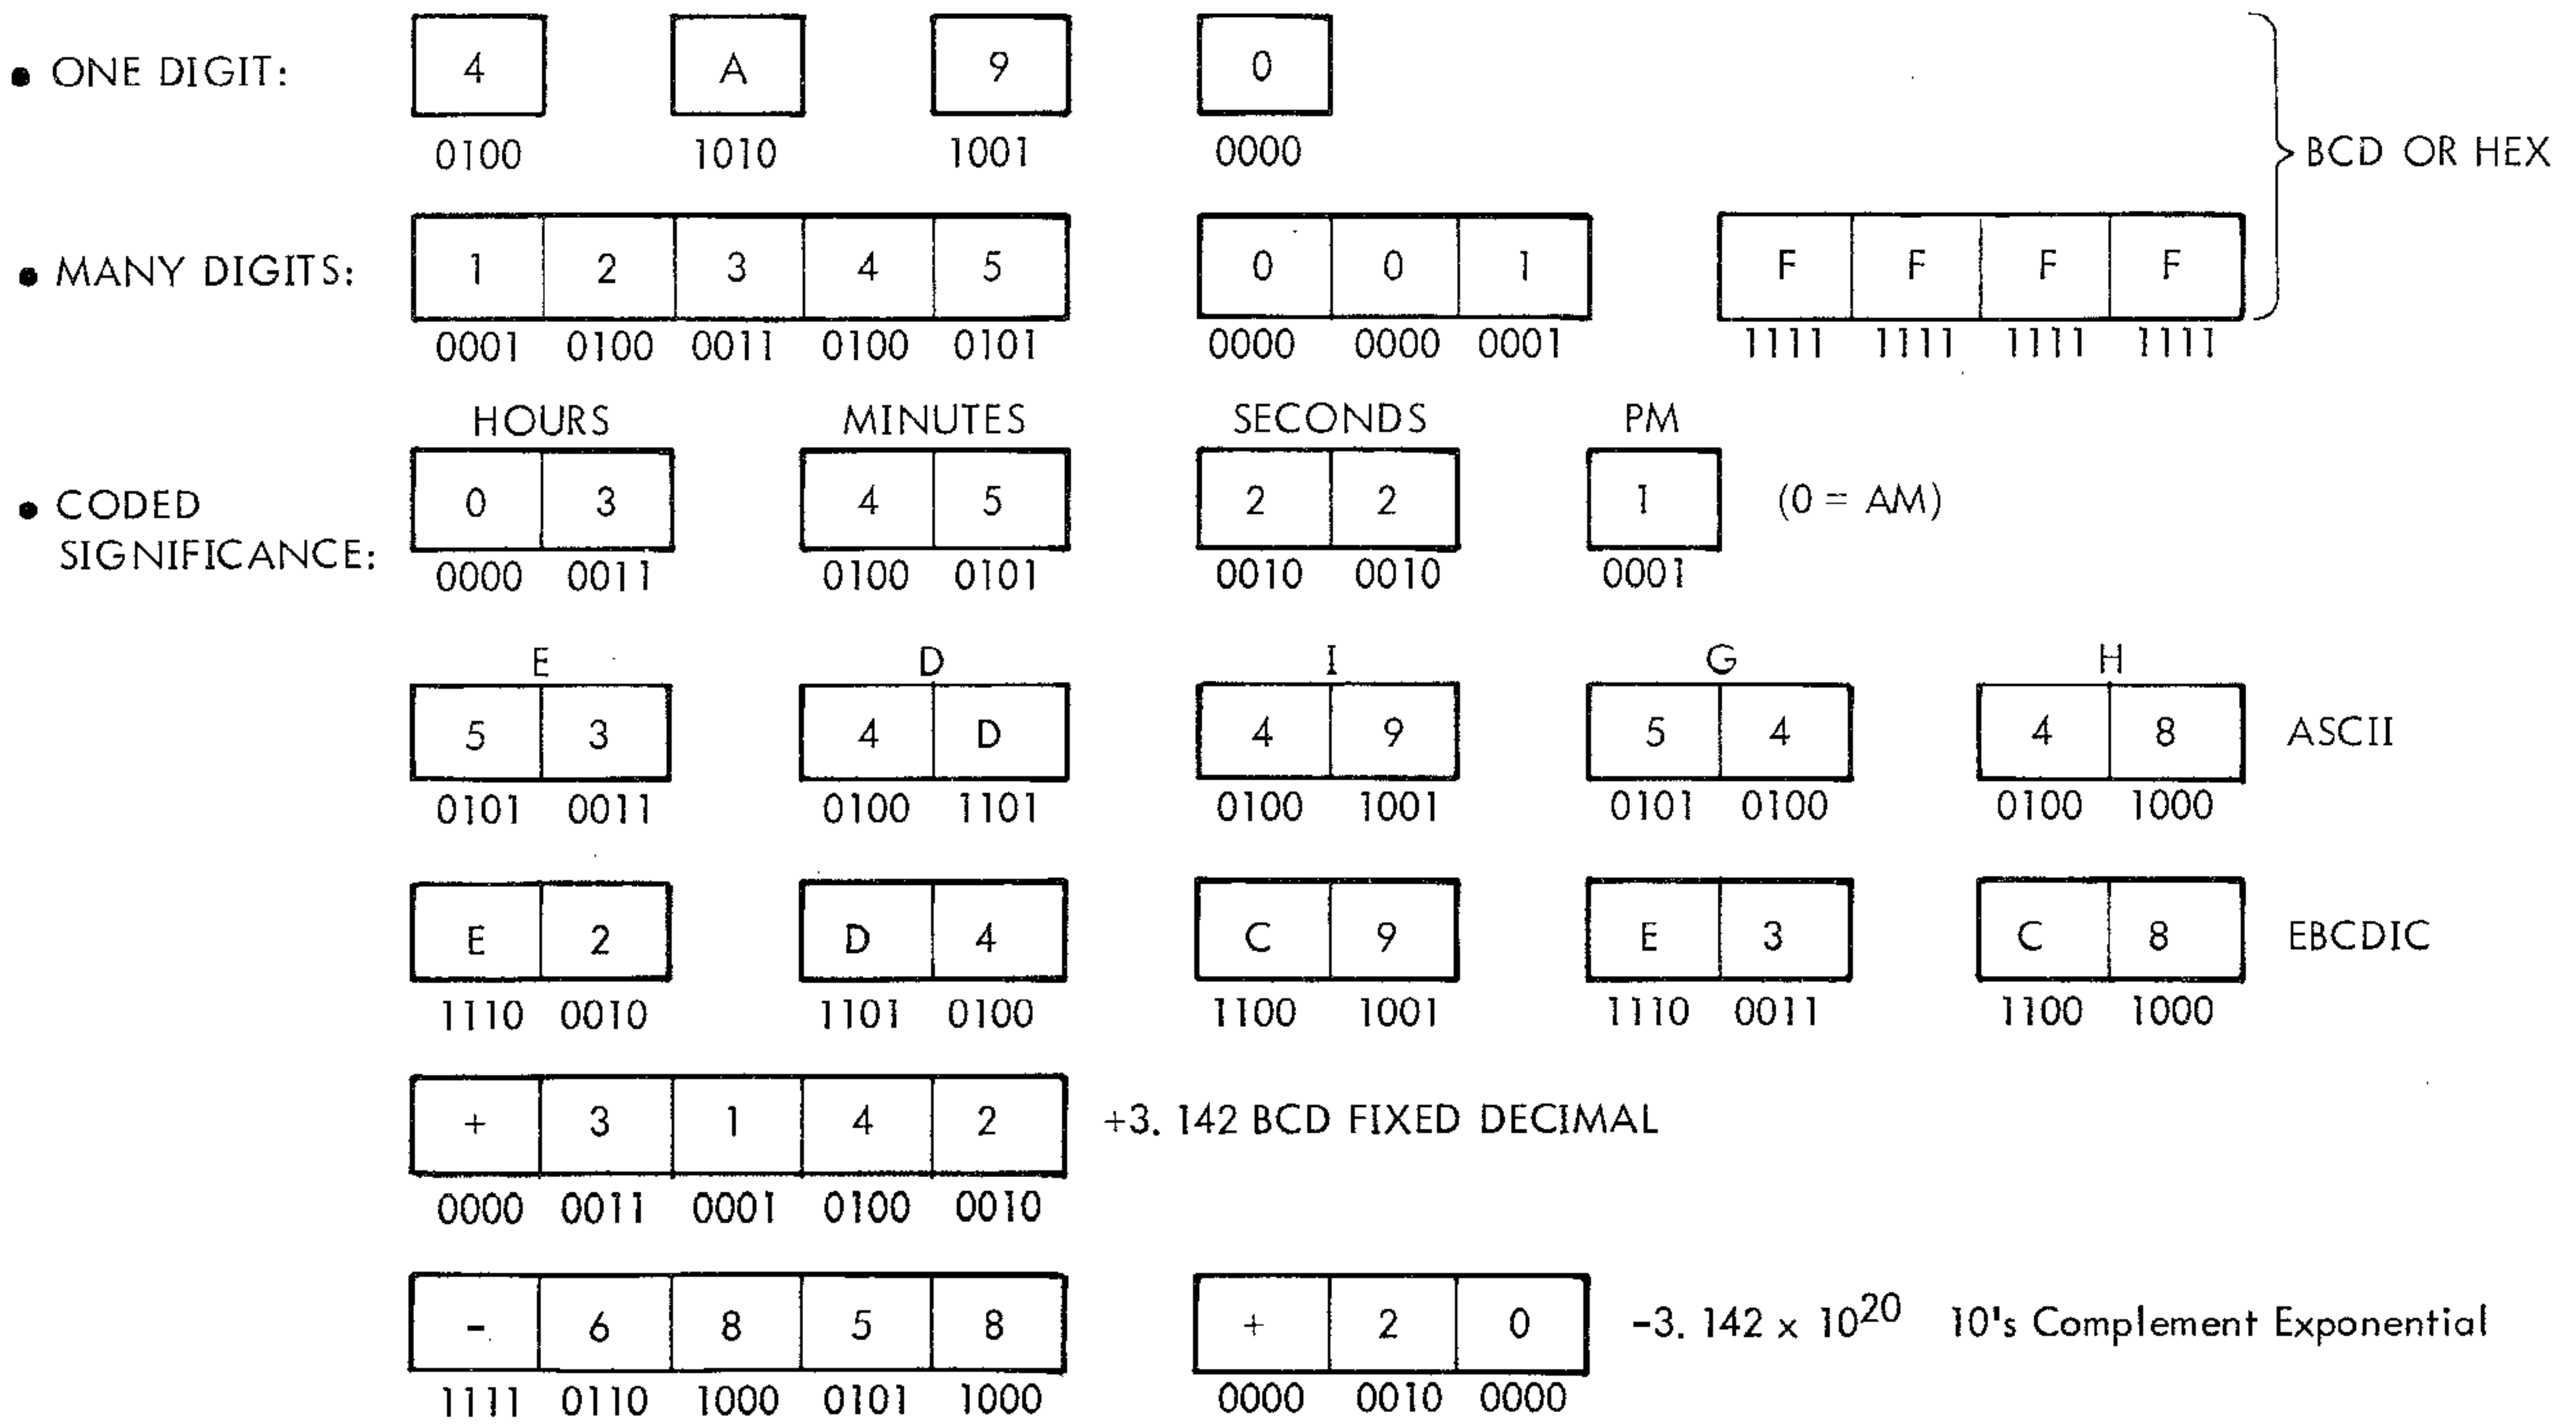 • ONE DIGIT: 4 A 9 0
0100 1010 1001 0000
BCD OR HEX
• MANY DIGITS: 1 2 3 4 5 0 0 1 F F F F
0001 0100 0011 0100 0101 0000 0000 0001 1111 1111 1111 1111
HOURS MINUTES SECONDS PM
• CODED 0 3 4 5 2 2 1 (0 = AM)
SIGNIFICANCE:
0000 0011 0100 0101 0010 0010 0001
E D I G H
5 3 4 D 4 9 5 4 4 8 ASCII
0101 0011 0100 1101 0100 1001 0101 0100 0100 1000
E 2 D 4 C 9 E 3 C 8 EBCDIC
1110 0010 1101 0100 1100 1001 1110 0011 1100 1000
+ 3 1 4 2 +3. 142 BCD FIXED DECIMAL
0000 0011 0001 0100 0010
- 6 8 5 8 + 2 0 -3. 142 x 10²⁰ 10's Complement Exponential
1111 0110 1000 0101 1000 0000 0010 0000